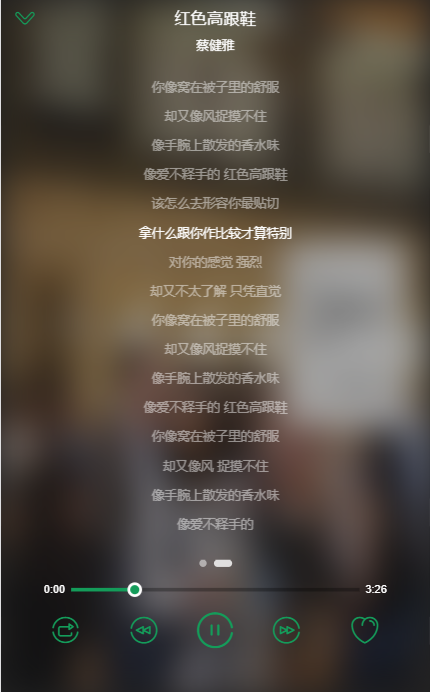 红色高跟鞋
蔡健雅
你像窝在被子里的舒服
却又像风捉摸不住
像手腕上散发的香水味
像爱不释手的 红色高跟鞋
该怎么去形容你最贴切
拿什么跟你作比较才算特别
对你的感觉 强烈
却又不太了解 只凭直觉
你像窝在被子里的舒服
却又像风捉摸不住
像手腕上散发的香水味
像爱不释手的 红色高跟鞋
你像窝在被子里的舒服
却又像风 捉摸不住
像手腕上散发的香水味
像爱不释手的
0:00 3:26